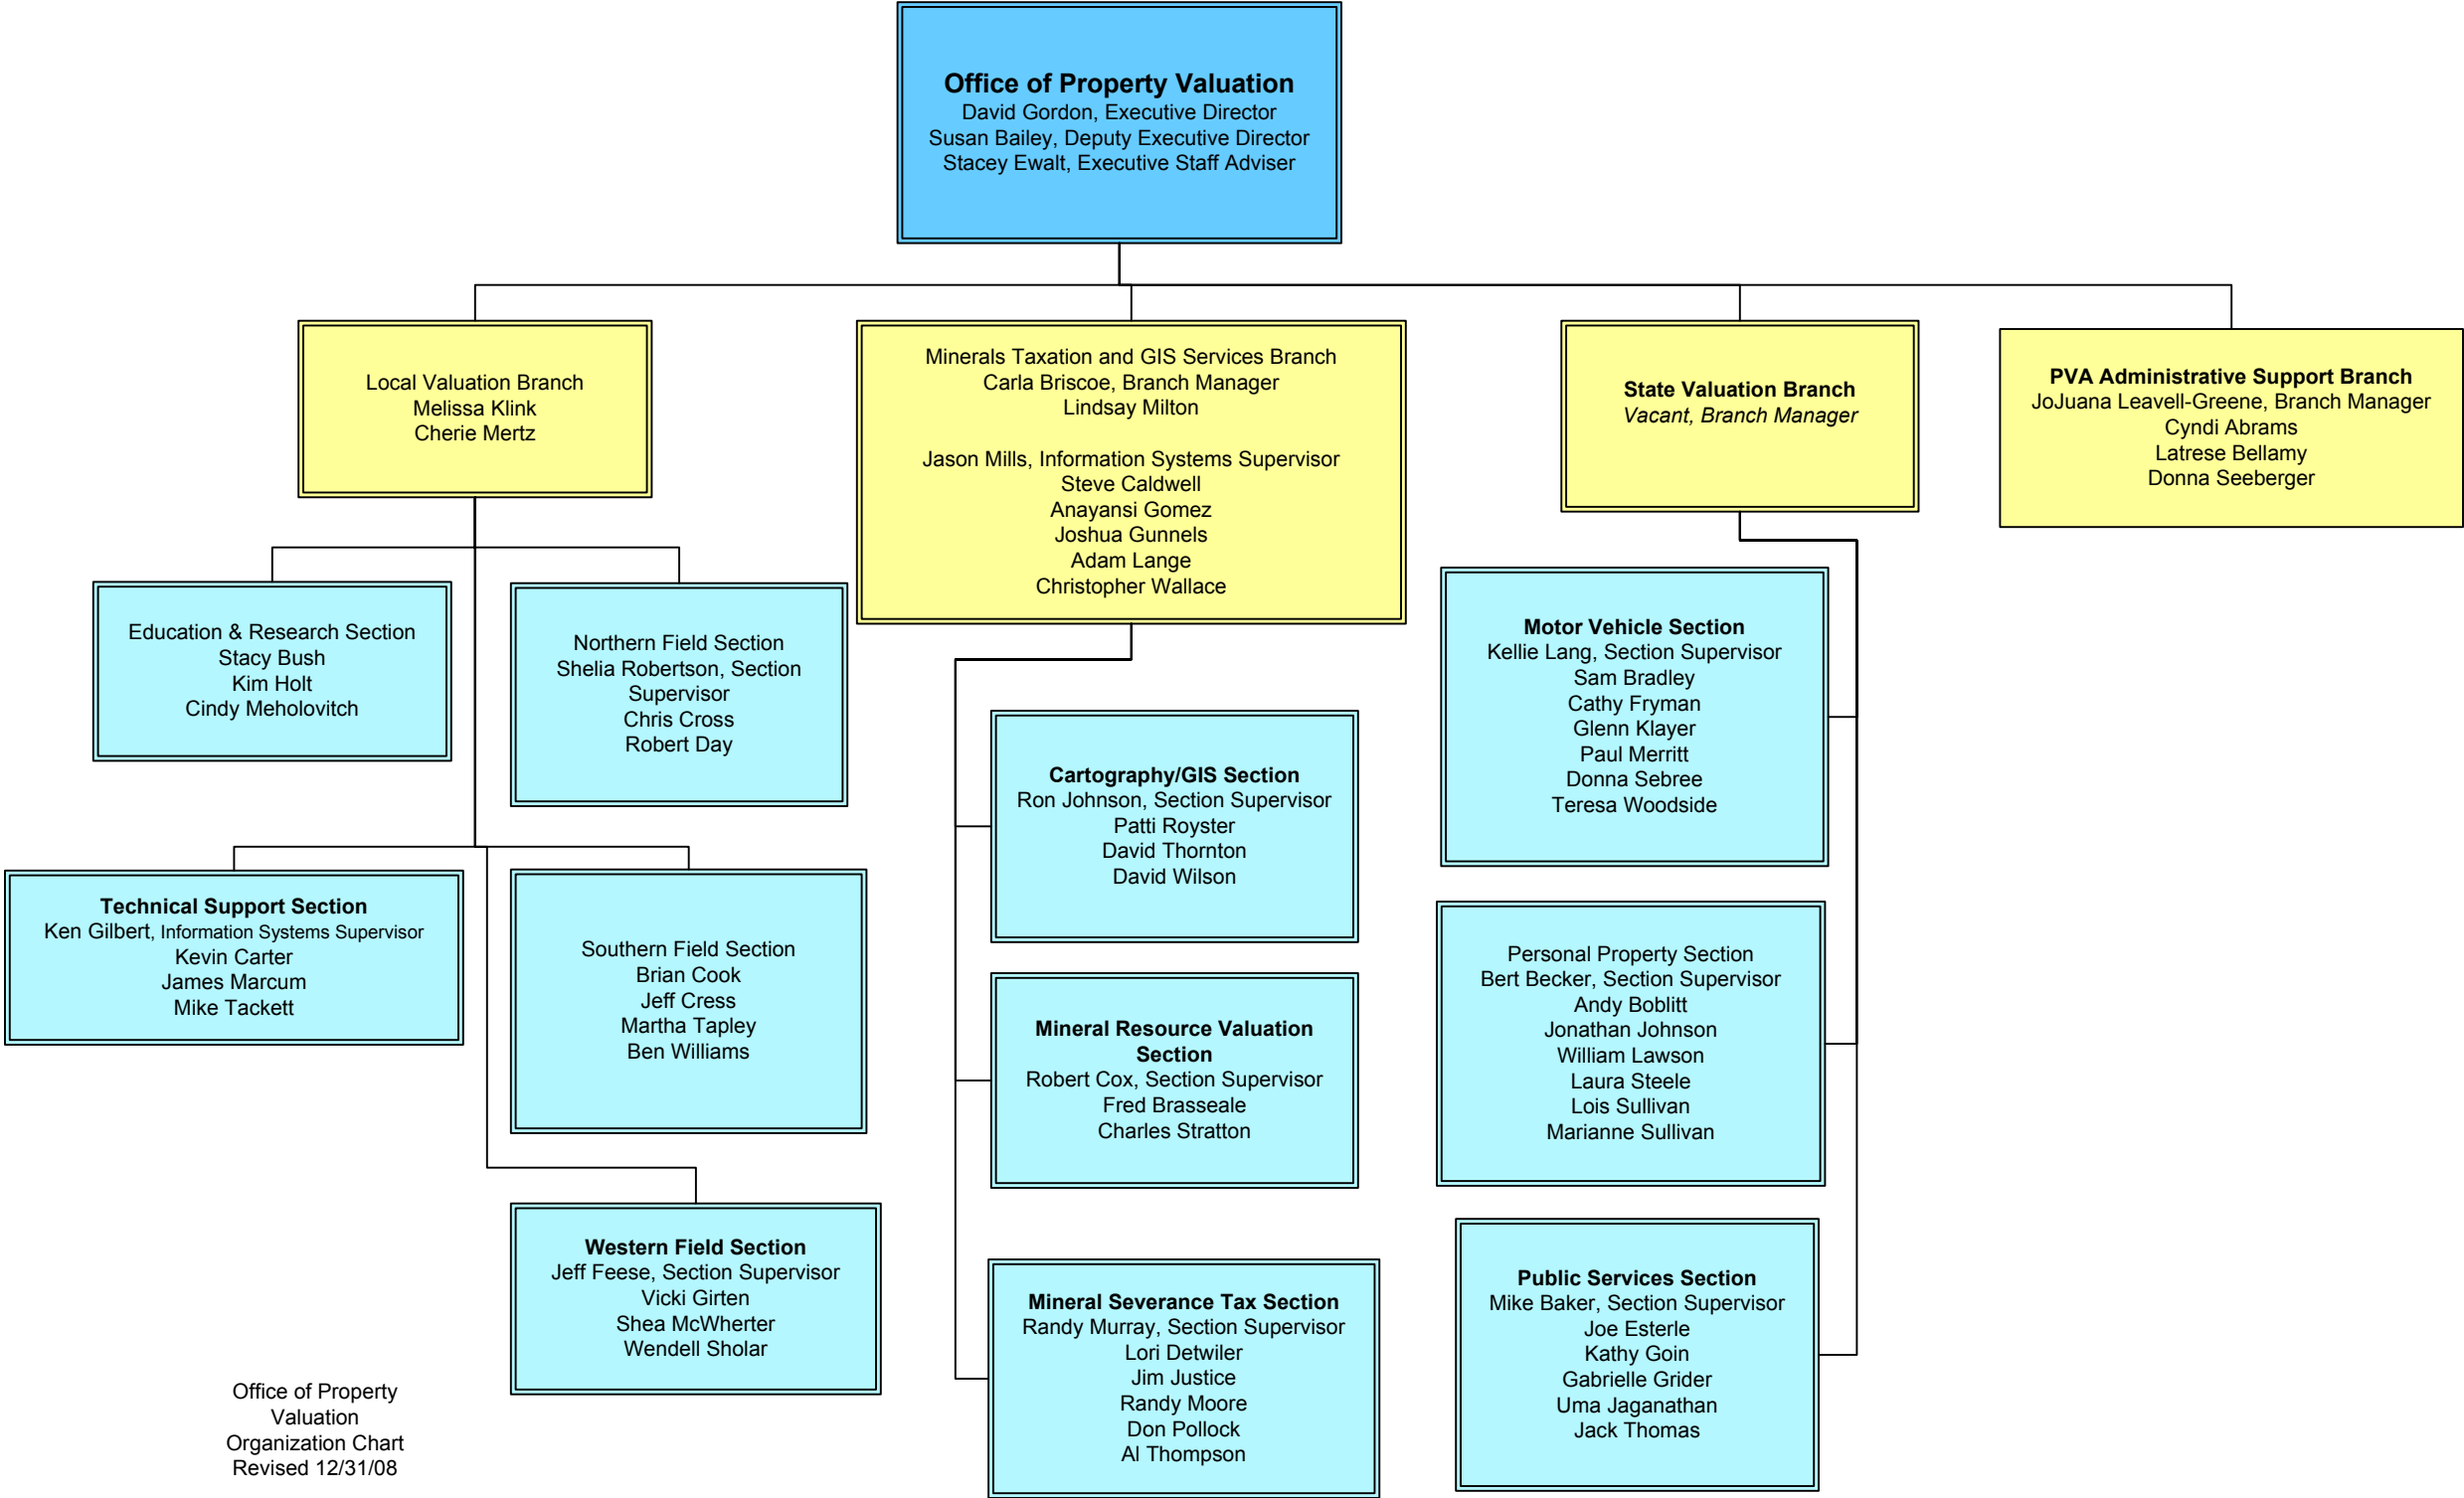 Office of Property Valuation
David Gordon, Executive Director
Susan Bailey, Deputy Executive Director
Stacey Ewalt, Executive Staff Adviser
Local Valuation Branch
Melissa Klink
Cherie Mertz
Minerals Taxation and GIS Services Branch
Carla Briscoe, Branch Manager
Lindsay Milton
Jason Mills, Information Systems Supervisor
Steve Caldwell
Anayansi Gomez
Joshua Gunnels
Adam Lange
Christopher Wallace
State Valuation Branch
Vacant, Branch Manager
PVA Administrative Support Branch
JoJuana Leavell-Greene, Branch Manager
Cyndi Abrams
Latrese Bellamy
Donna Seeberger
Education & Research Section
Stacy Bush
Kim Holt
Cindy Meholovitch
Northern Field Section
Shelia Robertson, Section
Supervisor
Chris Cross
Robert Day
Technical Support Section
Ken Gilbert, Information Systems Supervisor
Kevin Carter
James Marcum
Mike Tackett
Southern Field Section
Brian Cook
Jeff Cress
Martha Tapley
Ben Williams
Western Field Section
Jeff Feese, Section Supervisor
Vicki Girten
Shea McWherter
Wendell Sholar
Cartography/GIS Section
Ron Johnson, Section Supervisor
Patti Royster
David Thornton
David Wilson
Mineral Resource Valuation
Section
Robert Cox, Section Supervisor
Fred Brasseale
Charles Stratton
Mineral Severance Tax Section
Randy Murray, Section Supervisor
Lori Detwiler
Jim Justice
Randy Moore
Don Pollock
Al Thompson
Motor Vehicle Section
Kellie Lang, Section Supervisor
Sam Bradley
Cathy Fryman
Glenn Klayer
Paul Merritt
Donna Sebree
Teresa Woodside
Personal Property Section
Bert Becker, Section Supervisor
Andy Boblitt
Jonathan Johnson
William Lawson
Laura Steele
Lois Sullivan
Marianne Sullivan
Public Services Section
Mike Baker, Section Supervisor
Joe Esterle
Kathy Goin
Gabrielle Grider
Uma Jaganathan
Jack Thomas
Office of Property
Valuation
Organization Chart
Revised 12/31/08